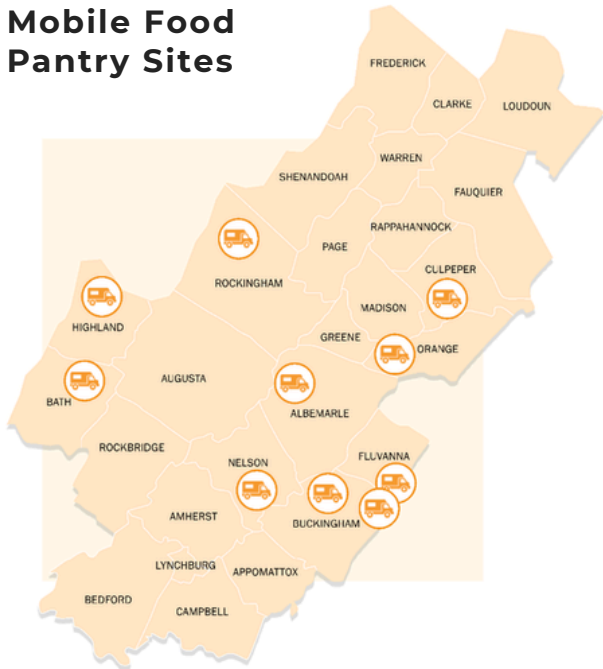 Mobile Food
Pantry Sites
FREDERICK
CLARKE
LOUDOUN
WARREN
SHENANDOAH
FAUQUIER
RAPPAHANNOCK
PAGE
CULPEPER
ROCKINGHAM
MADISON
HIGHLAND
GREENE
ORANGE
AUGUSTA
BATH
ALBEMARLE
ROCKBRIDGE
FLUVANNA
NELSON
AMHERST
BUCKINGHAM
LYNCHBURG
APPOMATTOX
BEDFORD
CAMPBELL